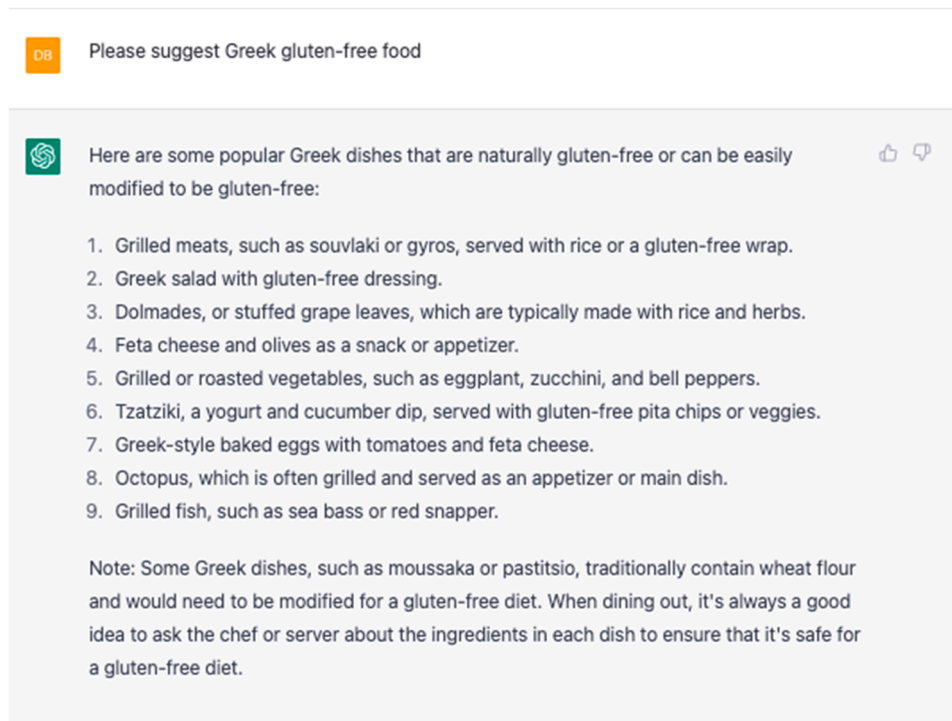 DB
Please suggest Greek gluten-free food
Here are some popular Greek dishes that are naturally gluten-free or can be easily
modified to be gluten-free:
1. Grilled meats, such as souvlaki or gyros, served with rice or a gluten-free wrap.
2. Greek salad with gluten-free dressing.
3. Dolmades, or stuffed grape leaves, which are typically made with rice and herbs.
4. Feta cheese and olives as a snack or appetizer.
5. Grilled or roasted vegetables, such as eggplant, zucchini, and bell peppers.
6. Tzatziki, a yogurt and cucumber dip, served with gluten-free pita chips or veggies.
7. Greek-style baked eggs with tomatoes and feta cheese.
8. Octopus, which is often grilled and served as an appetizer or main dish.
9. Grilled fish, such as sea bass or red snapper.
Note: Some Greek dishes, such as moussaka or pastitsio, traditionally contain wheat flour
and would need to be modified for a gluten-free diet. When dining out, it's always a good
idea to ask the chef or server about the ingredients in each dish to ensure that it's safe for
a gluten-free diet.